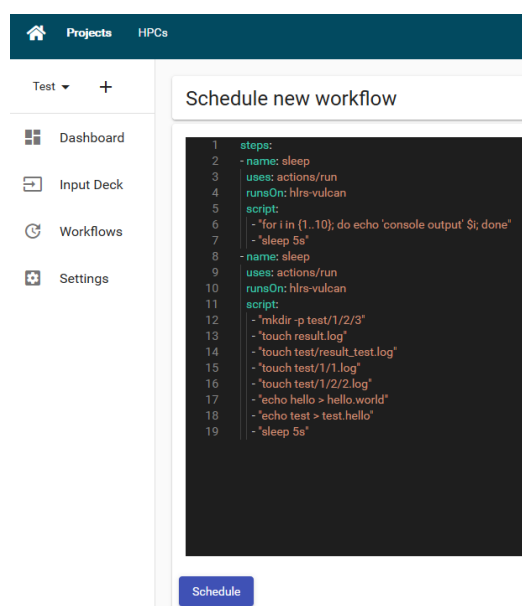 Projects HPCs
Test +
Schedule new workflow
Dashboard
Input Deck
Workflows
Settings
1 steps:
2 - name: sleep
3 uses: actions/run
4 runsOn: hlrs-vulcan
5 script:
6 - "for i in {1..10}; do echo 'console output' $i; done"
7 - "sleep 5s"
8 - name: sleep
9 uses: actions/run
10 runsOn: hlrs-vulcan
11 script:
12 - "mkdir -p test/1/2/3"
13 - "touch result.log"
14 - "touch test/result_test.log"
15 - "touch test/1/1.log"
16 - "touch test/1/2/2.log"
17 - "echo hello > hello.world"
18 - "echo test > test.hello"
19 - "sleep 5s"
Schedule